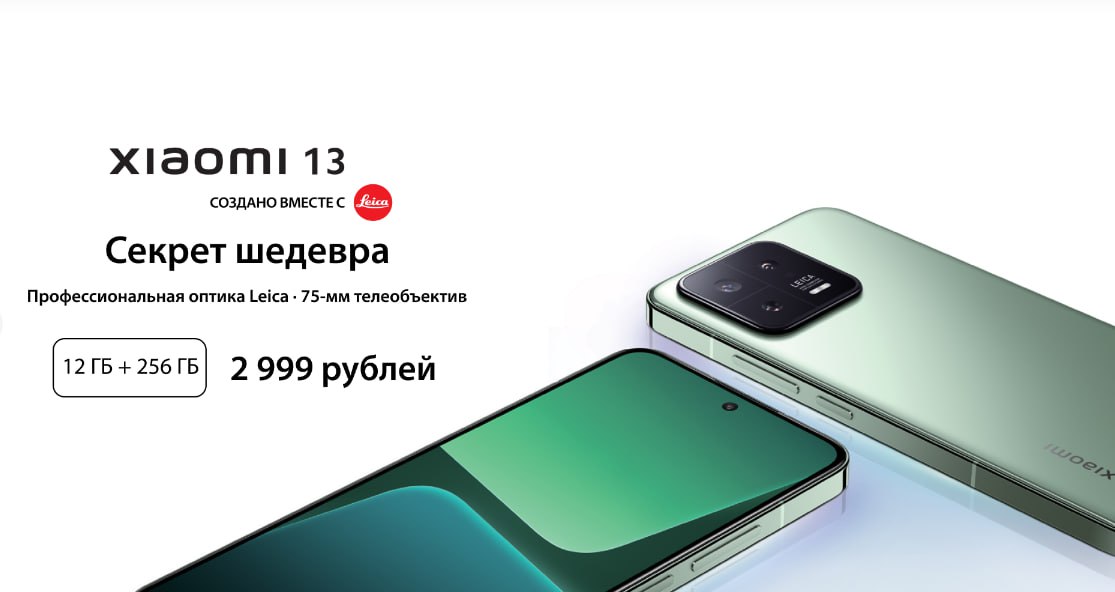 xiaomi 13
СОЗДАНО ВМЕСТЕ С Leica
Секрет шедевра
Профессиональная оптика Leica · 75-мм телеобъектив
12 ГБ + 256 ГБ 2 999 рублей
LEICA
xiaomi